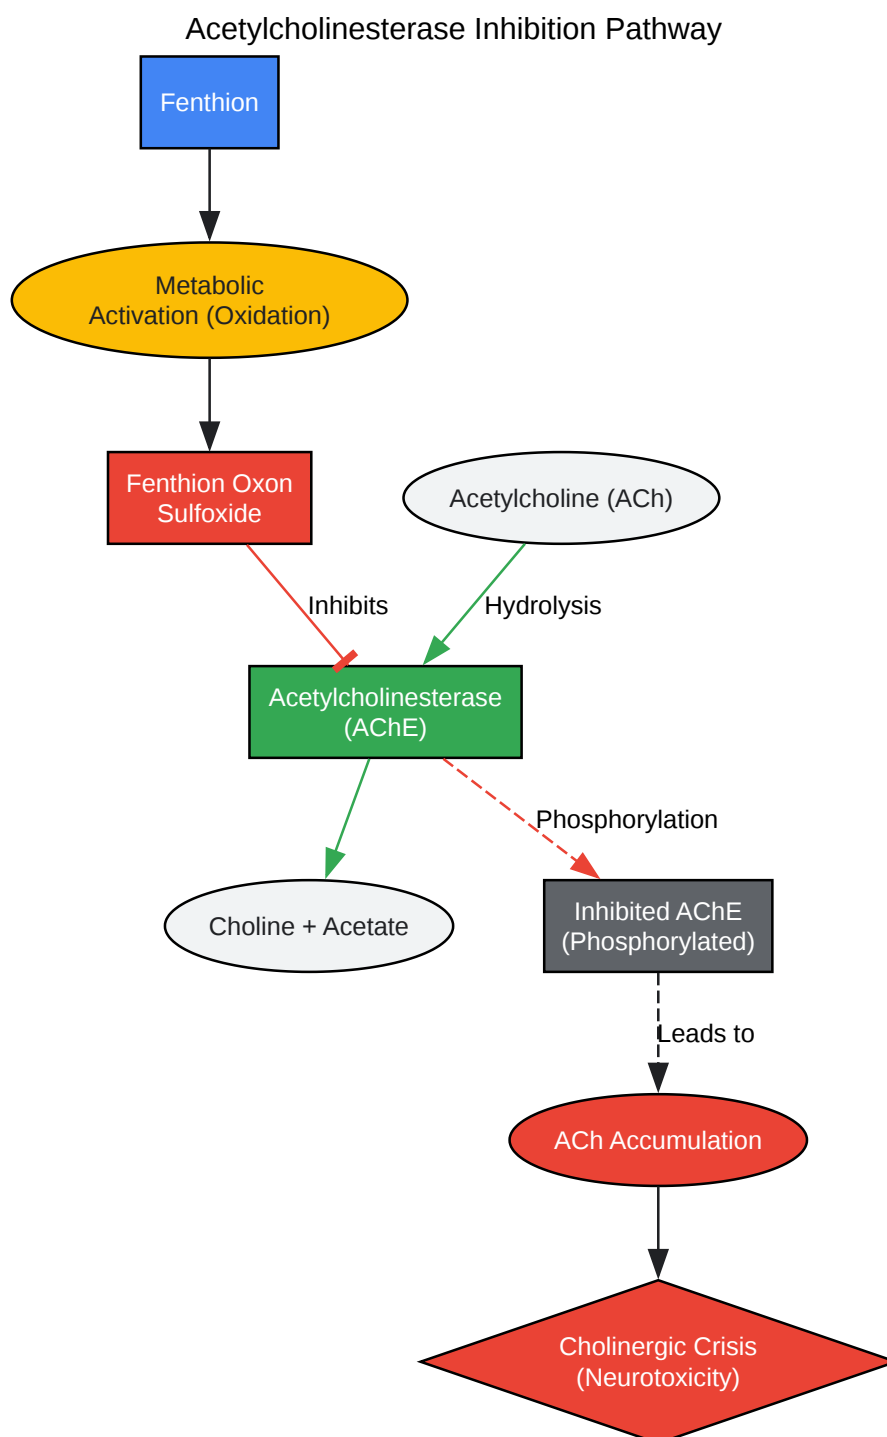 Acetylcholinesterase Inhibition Pathway
Fenthion
Metabolic
Activation (Oxidation)
Fenthion Oxon
Sulfoxide
Acetylcholine (ACh)
Inhibits
Hydrolysis
Acetylcholinesterase
(AChE)
Phosphorylation
Choline + Acetate
Inhibited AChE
(Phosphorylated)
Leads to
ACh Accumulation
Cholinergic Crisis
(Neurotoxicity)